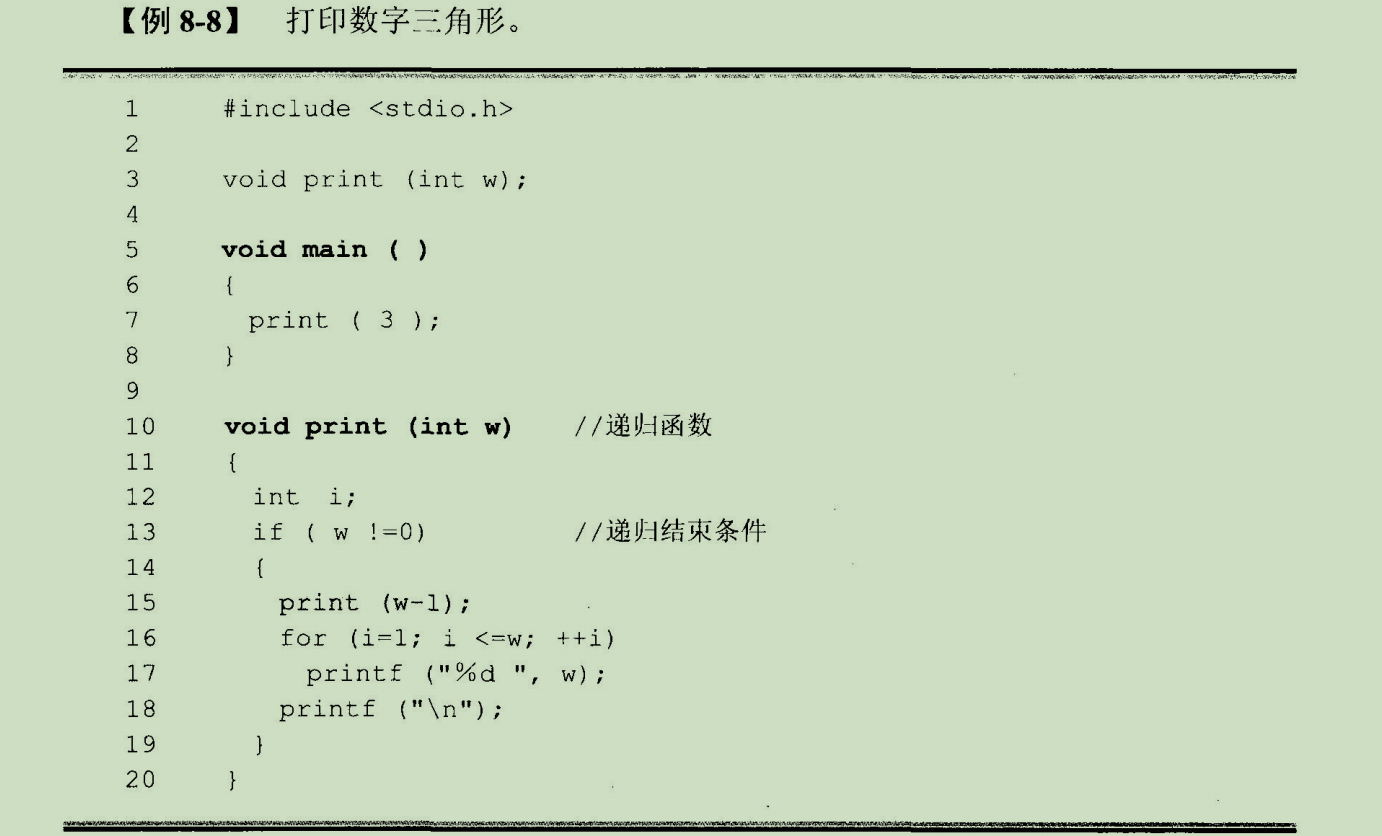 【例 8-8】 打印数字三角形。
1 #include <stdio.h>
2
3 void print (int w);
4
5 void main ( )
6 {
7 print ( 3 );
8 }
9
10 void print (int w) //递归函数
11 {
12 int i;
13 if ( w !=0) //递归结束条件
14 {
15 print (w-1);
16 for (i=1; i <=w; ++i)
17 printf ("%d ", w);
18 printf ("\n");
19 }
20 }